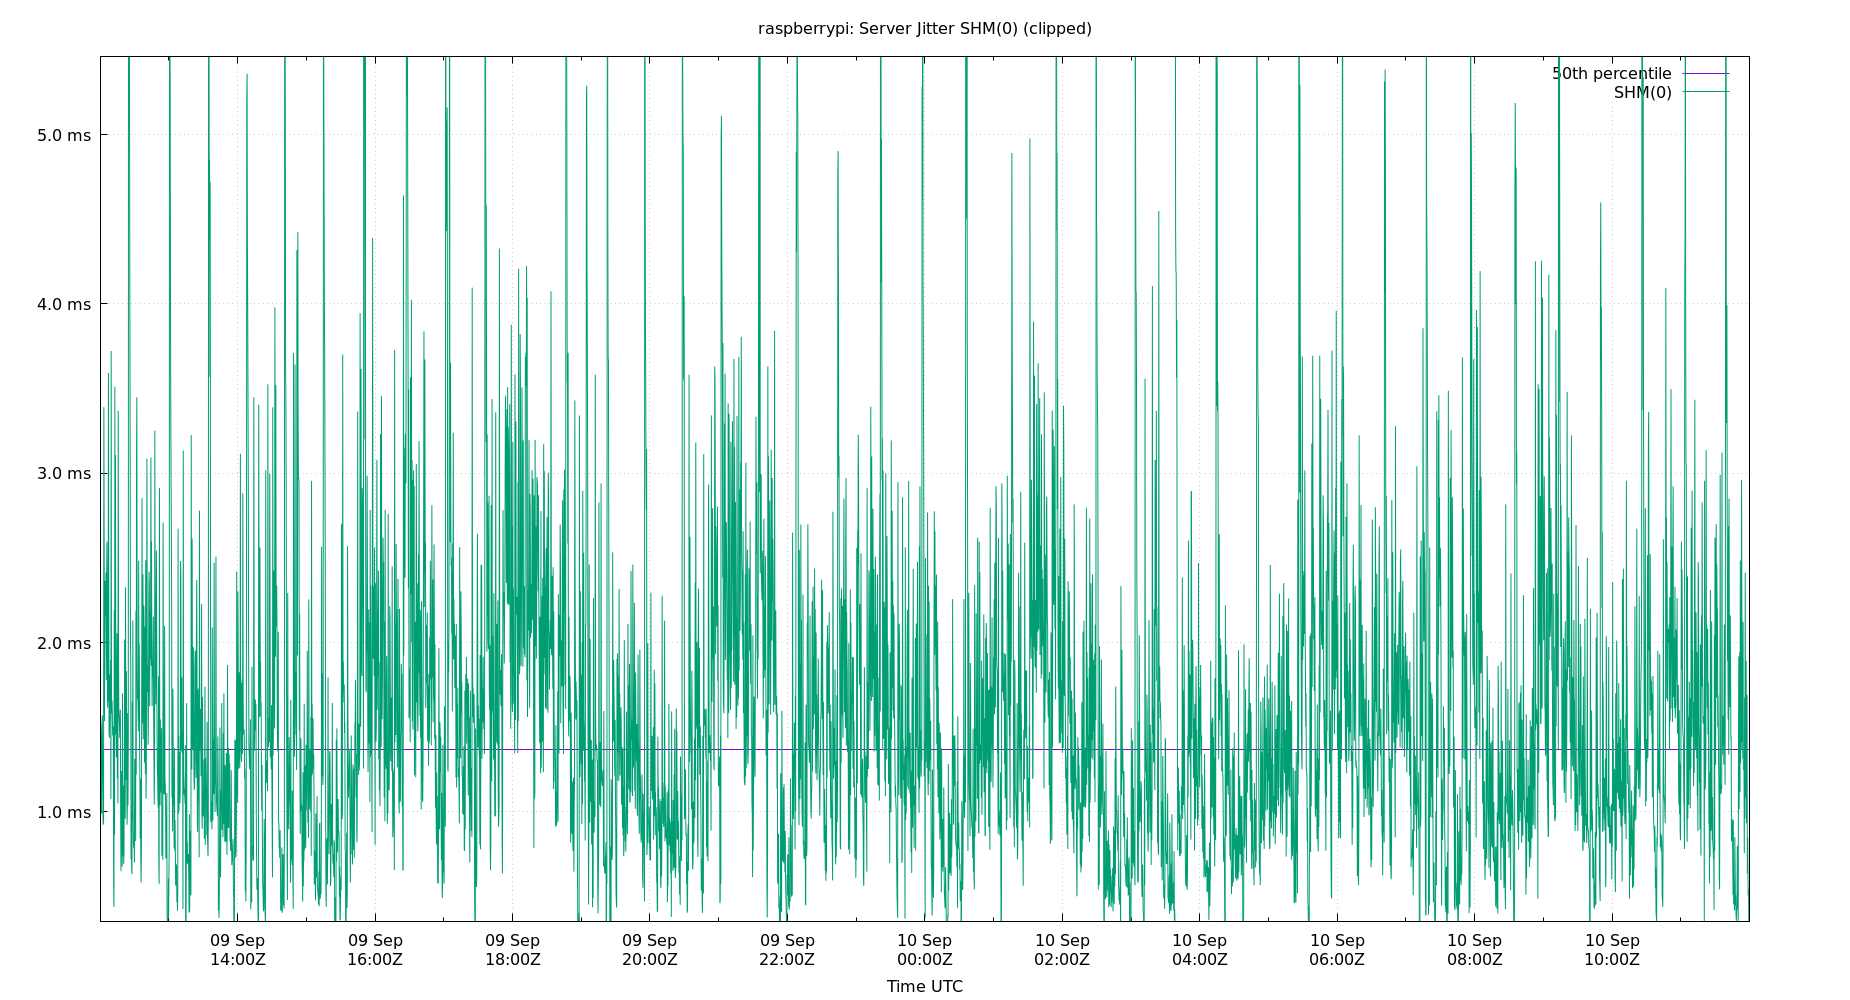 raspberrypi: Server Jitter SHM(0) (clipped)
50th percentile
SHM(0)
5.0 ms
4.0 ms
3.0 ms
2.0 ms
1.0 ms
09 Sep 09 Sep 09 Sep 09 Sep 09 Sep 10 Sep 10 Sep 10 Sep 10 Sep 10 Sep 10 Sep
14:00Z 16:00Z 18:00Z 20:00Z 22:00Z 00:00Z 02:00Z 04:00Z 06:00Z 08:00Z 10:00Z
Time UTC